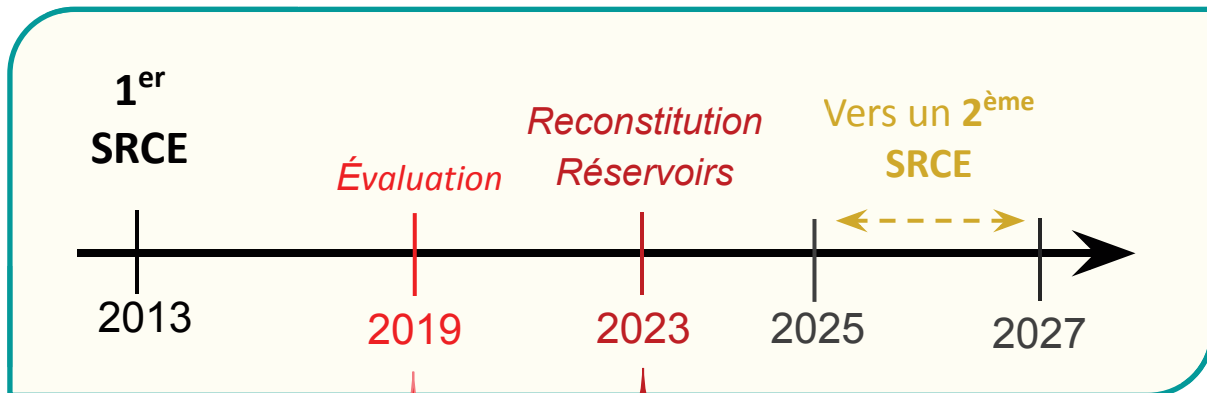 1er
SRCE
Évaluation
Reconstitution
Réservoirs
Vers un 2ème
SRCE
2013
2019
2023
2025
2027